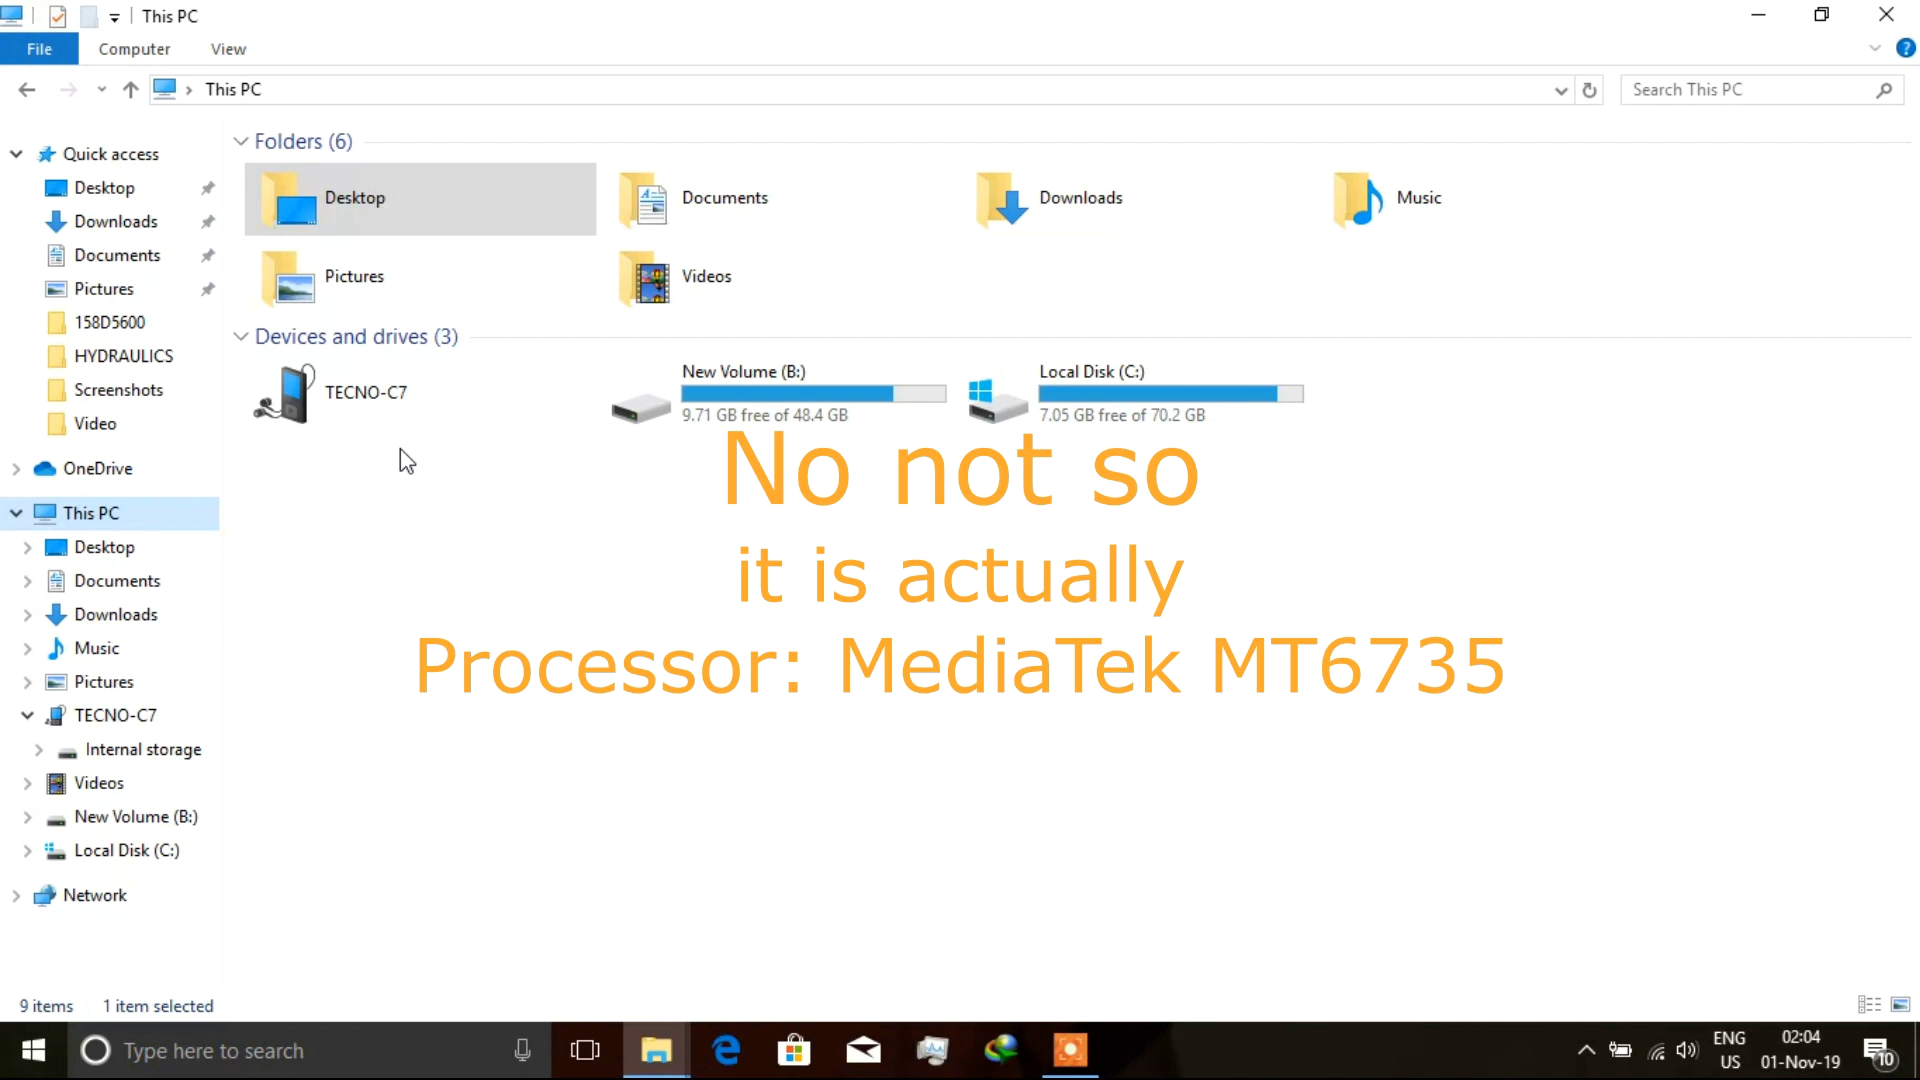 This PC
File Computer View
This PC
Search This PC
Quick access
Desktop
Downloads
Documents
Pictures
158D5600
HYDRAULICS
Screenshots
Video
OneDrive
This PC
Desktop
Documents
Downloads
Music
Pictures
TECNO-C7
Internal storage
Videos
New Volume (B:)
Local Disk (C:)
Network
Folders (6)
Desktop
Documents
Downloads
Music
Pictures
Videos
Devices and drives (3)
TECNO-C7
New Volume (B:)
9.71 GB free of 48.4 GB
Local Disk (C:)
7.05 GB free of 70.2 GB
No not so
it is actually
Processor: MediaTek MT6735
9 items 1 item selected
Type here to search
ENG
US
02:04
01-Nov-19
10